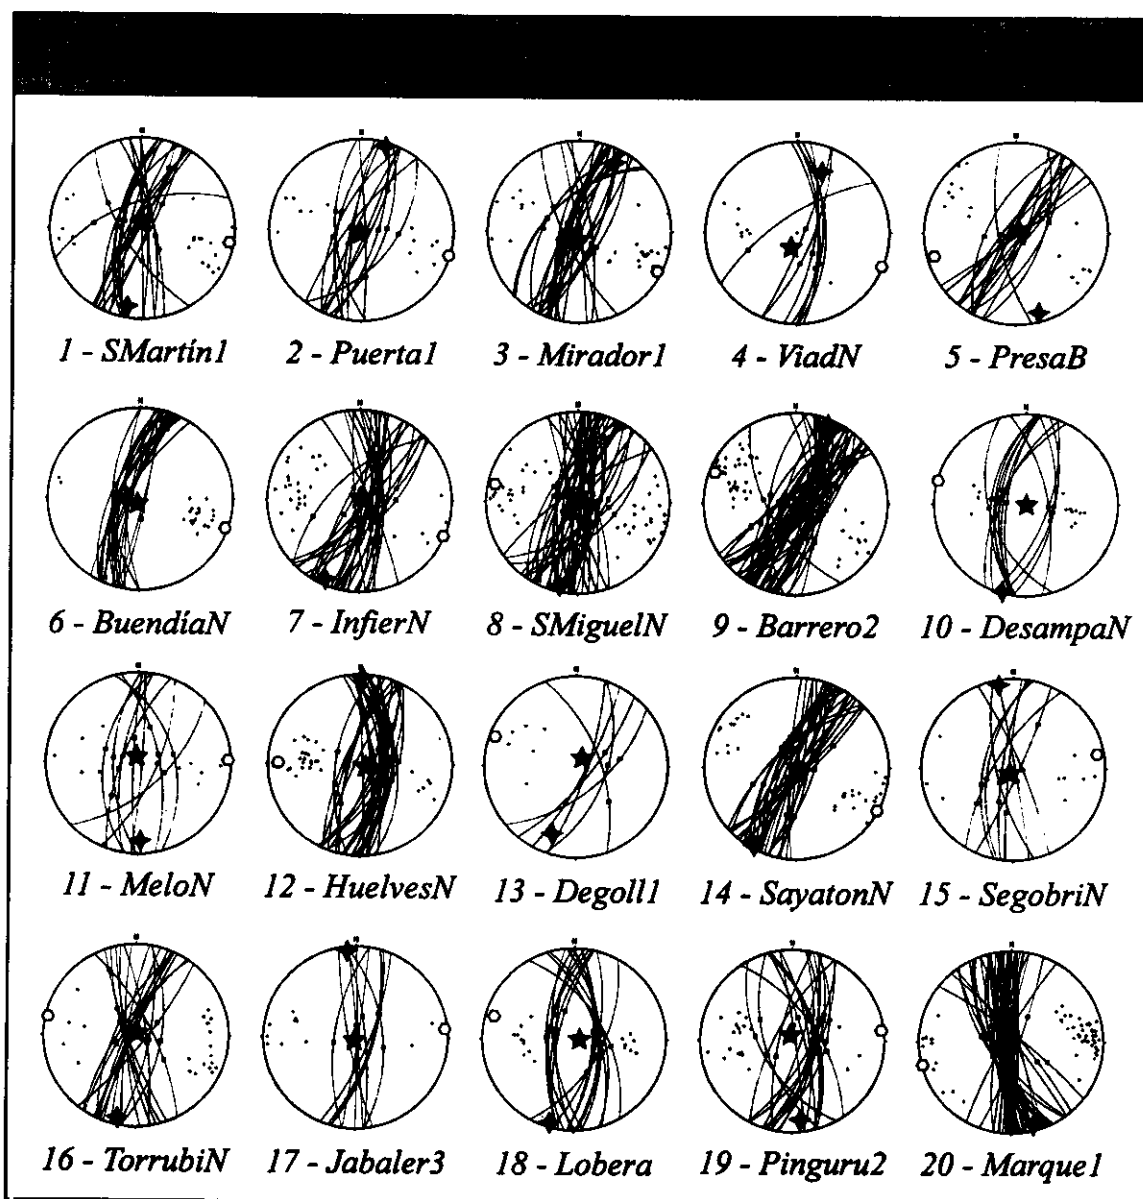 1 - SMartín1 2 - Puerta1 3 - Mirador1 4 - ViadN 5 - PresaB
6 - BuendíaN 7 - InfierN 8 - SMiguelN 9 - Barrero2 10 - DesampaN
11 - MeloN 12 - HuelvesN 13 - Degoll1 14 - SayatonN 15 - SegobriN
16 - TorrubiN 17 - Jabaler3 18 - Lobera 19 - Pinguru2 20 - Marque1